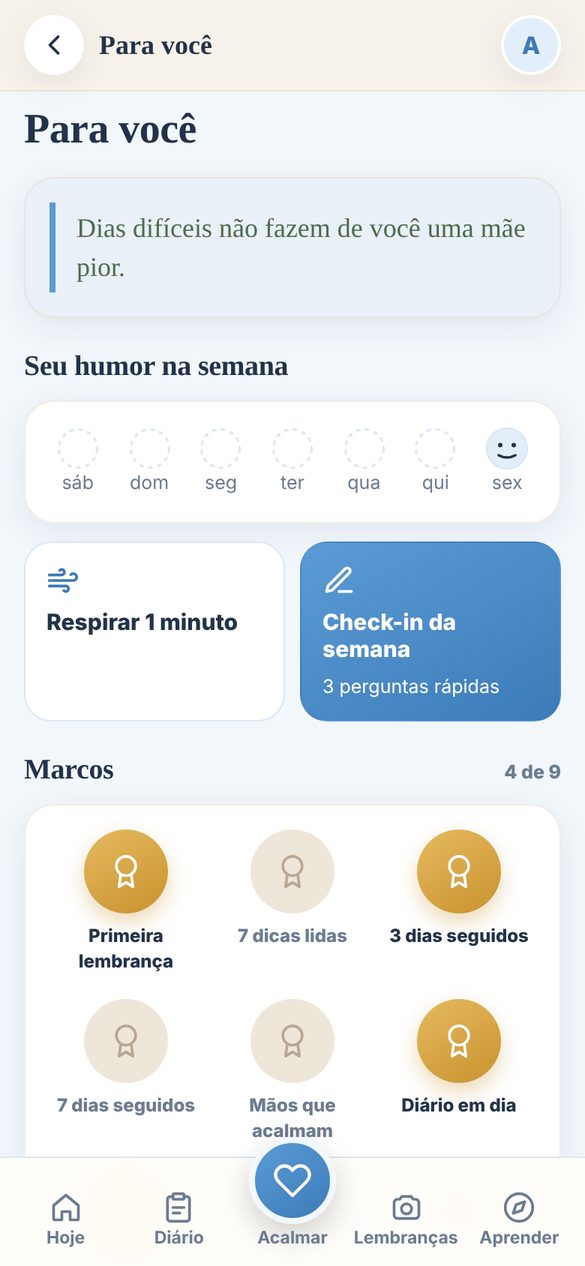 Para você
A
Para você
Dias difíceis não fazem de você uma mãe
pior.
Seu humor na semana
sáb dom seg ter qua qui sex
Respirar 1 minuto
Check-in da
semana
3 perguntas rápidas
Marcos
4 de 9
Primeira
lembrança
7 dicas lidas
3 dias seguidos
7 dias seguidos
Mãos que
acalmam
Diário em dia
Hoje Diário Acalmar Lembranças Aprender